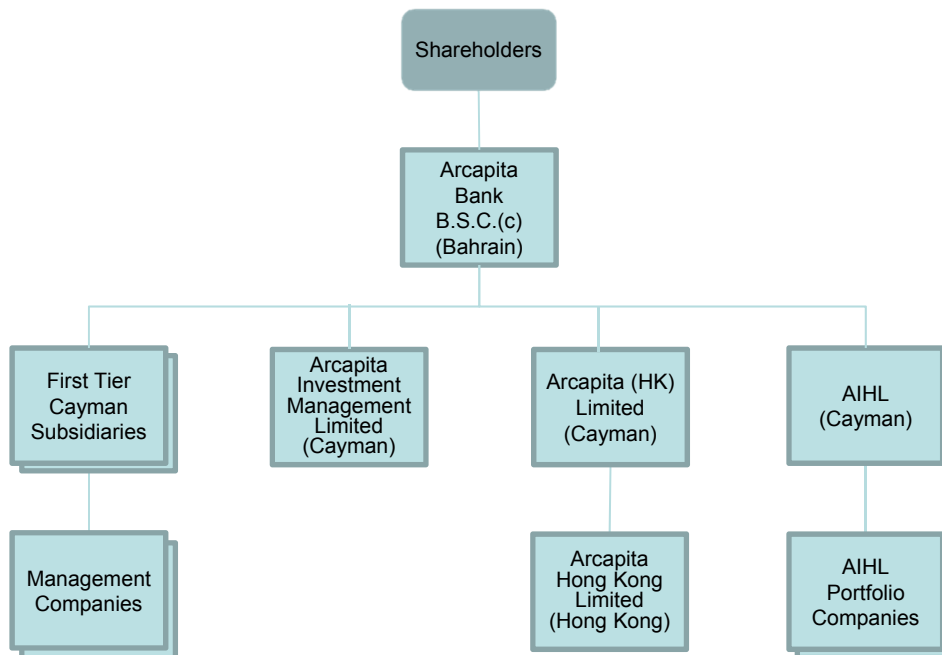 Shareholders
Arcapita
Bank
B.S.C.(c)
(Bahrain)
First Tier
Cayman
Subsidiaries
Arcapita
Investment
Management
Limited
(Cayman)
Arcapita (HK)
Limited
(Cayman)
AIHL
(Cayman)
Management
Companies
Arcapita
Hong Kong
Limited
(Hong Kong)
AIHL
Portfolio
Companies